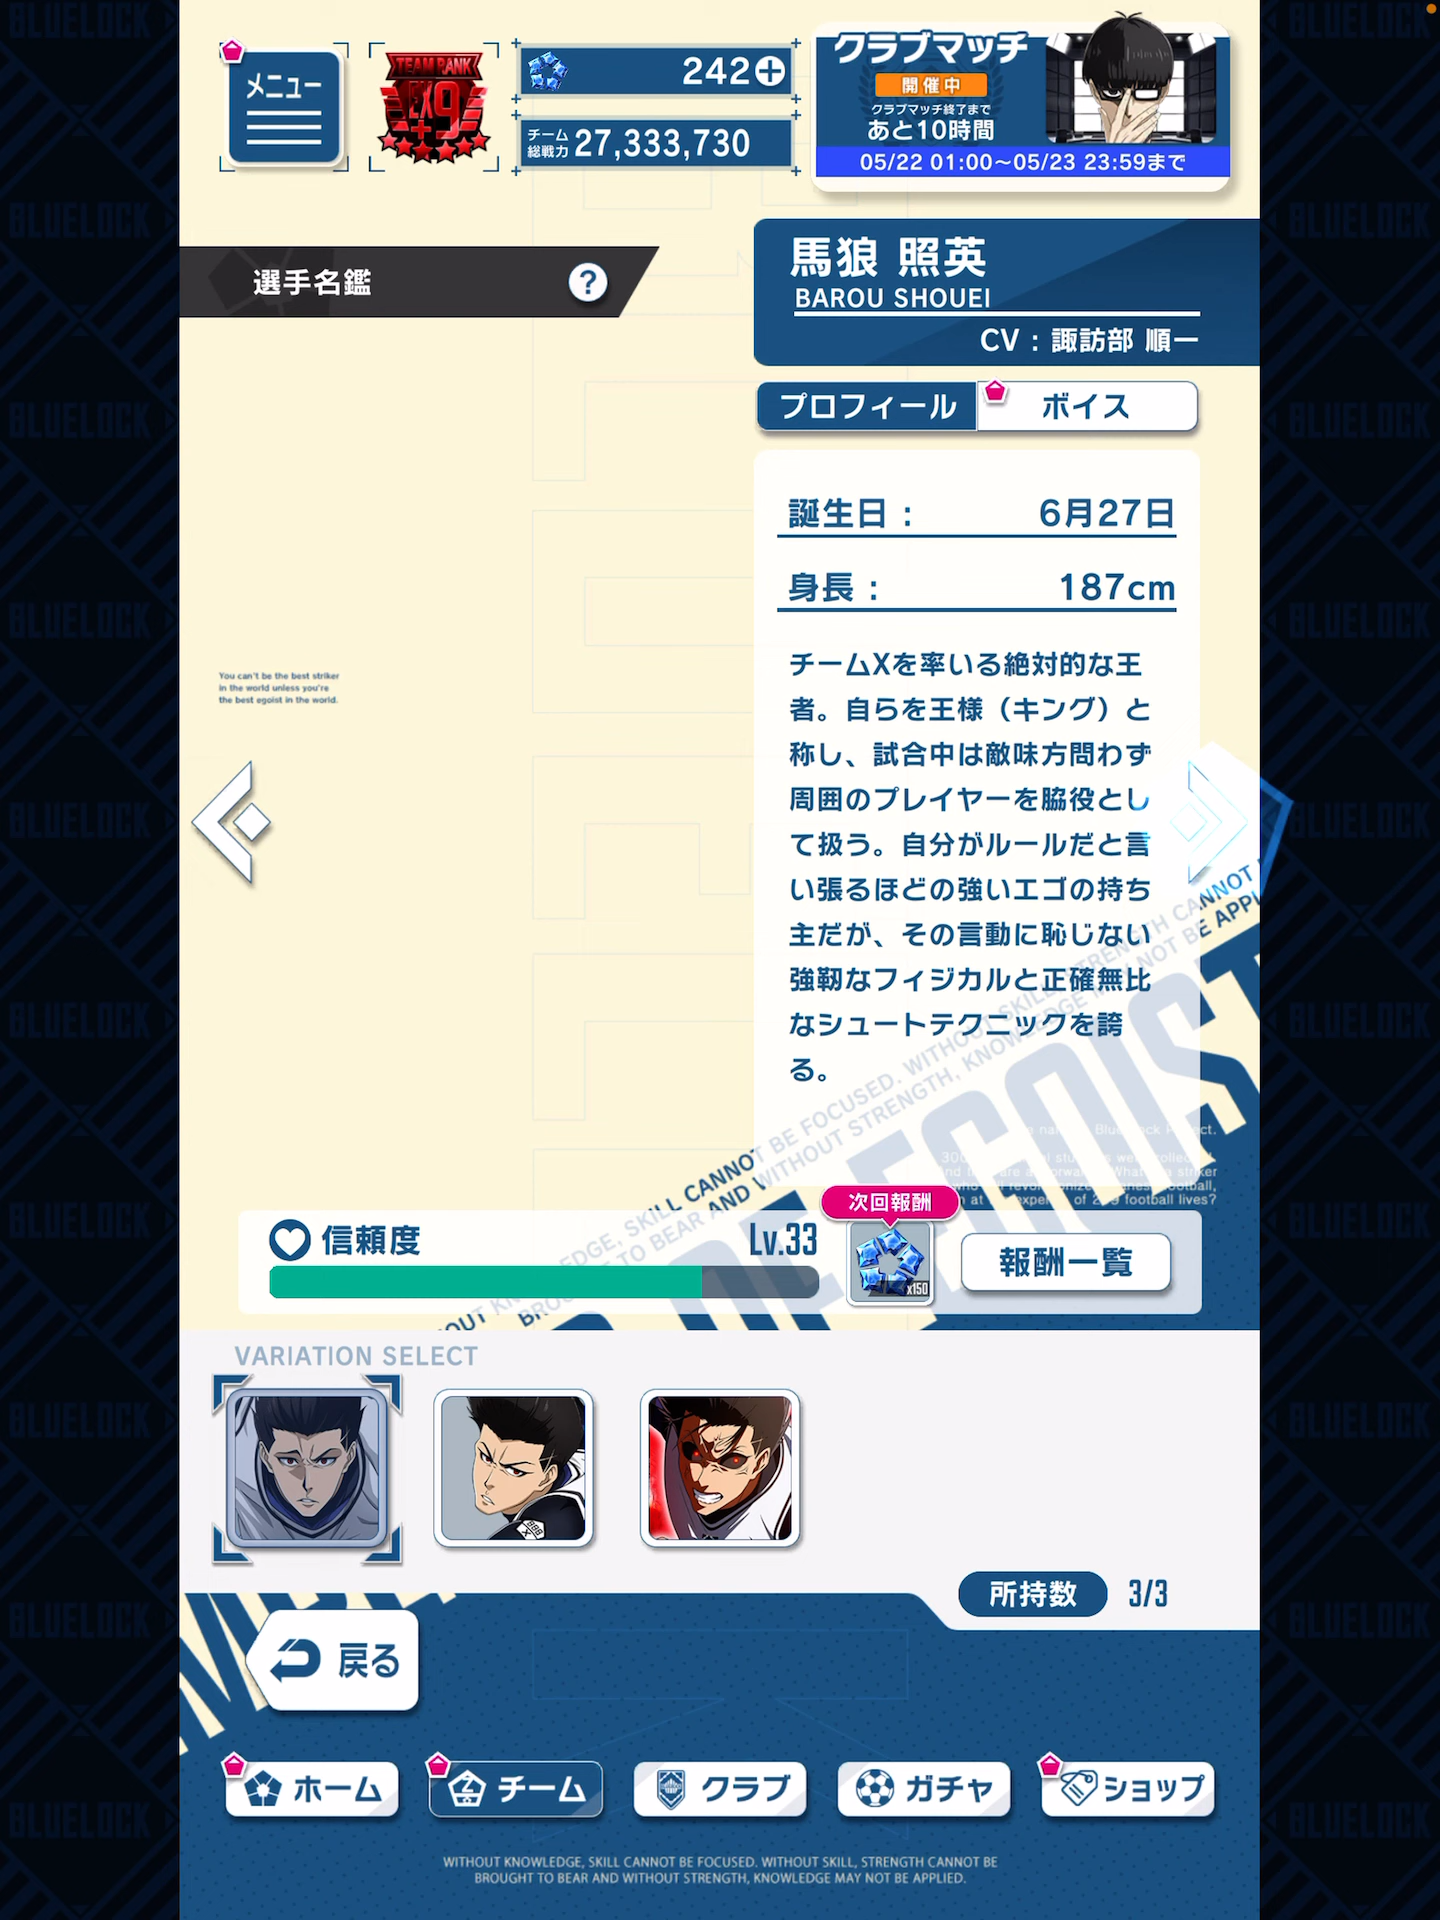 メニュー
TEAM RANK
EX+9
242
チーム総戦力 27,333,730
クラブマッチ
開催中
クラブマッチ終了まで
あと10時間
05/22 01:00～05/23 23:59まで
選手名鑑
?
馬狼 照英
BAROU SHOUEI
CV : 諏訪部 順一
プロフィール
ボイス
誕生日 : 6月27日
身長 : 187cm
チームXを率いる絶対的な王
者。自らを王様（キング）と
称し、試合中は敵味方問わず
周囲のプレイヤーを脇役とし
て扱う。自分がルールだと言
い張るほどの強いエゴの持ち
主だが、その言動に恥じない
強靭なフィジカルと正確無比
なシュートテクニックを誇
る。
You can't be the best striker
in the world unless you're
the best egoist in the world.
次回報酬
信頼度 Lv.33
x150
報酬一覧
VARIATION SELECT
所持数 3/3
戻る
ホーム
チーム
クラブ
ガチャ
ショップ
WITHOUT KNOWLEDGE, SKILL CANNOT BE FOCUSED. WITHOUT SKILL, STRENGTH CANNOT BE
BROUGHT TO BEAR AND WITHOUT STRENGTH, KNOWLEDGE MAY NOT BE APPLIED.